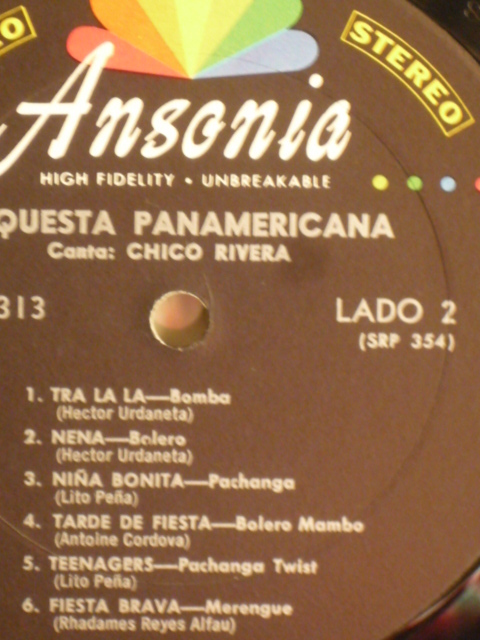 STEREO
Ansonia
HIGH FIDELITY • UNBREAKABLE
QUESTA PANAMERICANA
Canta: CHICO RIVERA
313
LADO 2
(SRP 354)
1. TRA LA LA—Bomba
(Hector Urdaneta)
2. NENA—Bolero
(Hector Urdaneta)
3. NIÑA BONITA—Pachanga
(Lito Peña)
4. TARDE DE FIESTA—Bolero Mambo
(Antoine Cordova)
5. TEENAGERS—Pachanga Twist
(Lito Peña)
6. FIESTA BRAVA—Merengue
(Rhadames Reyes Alfau)